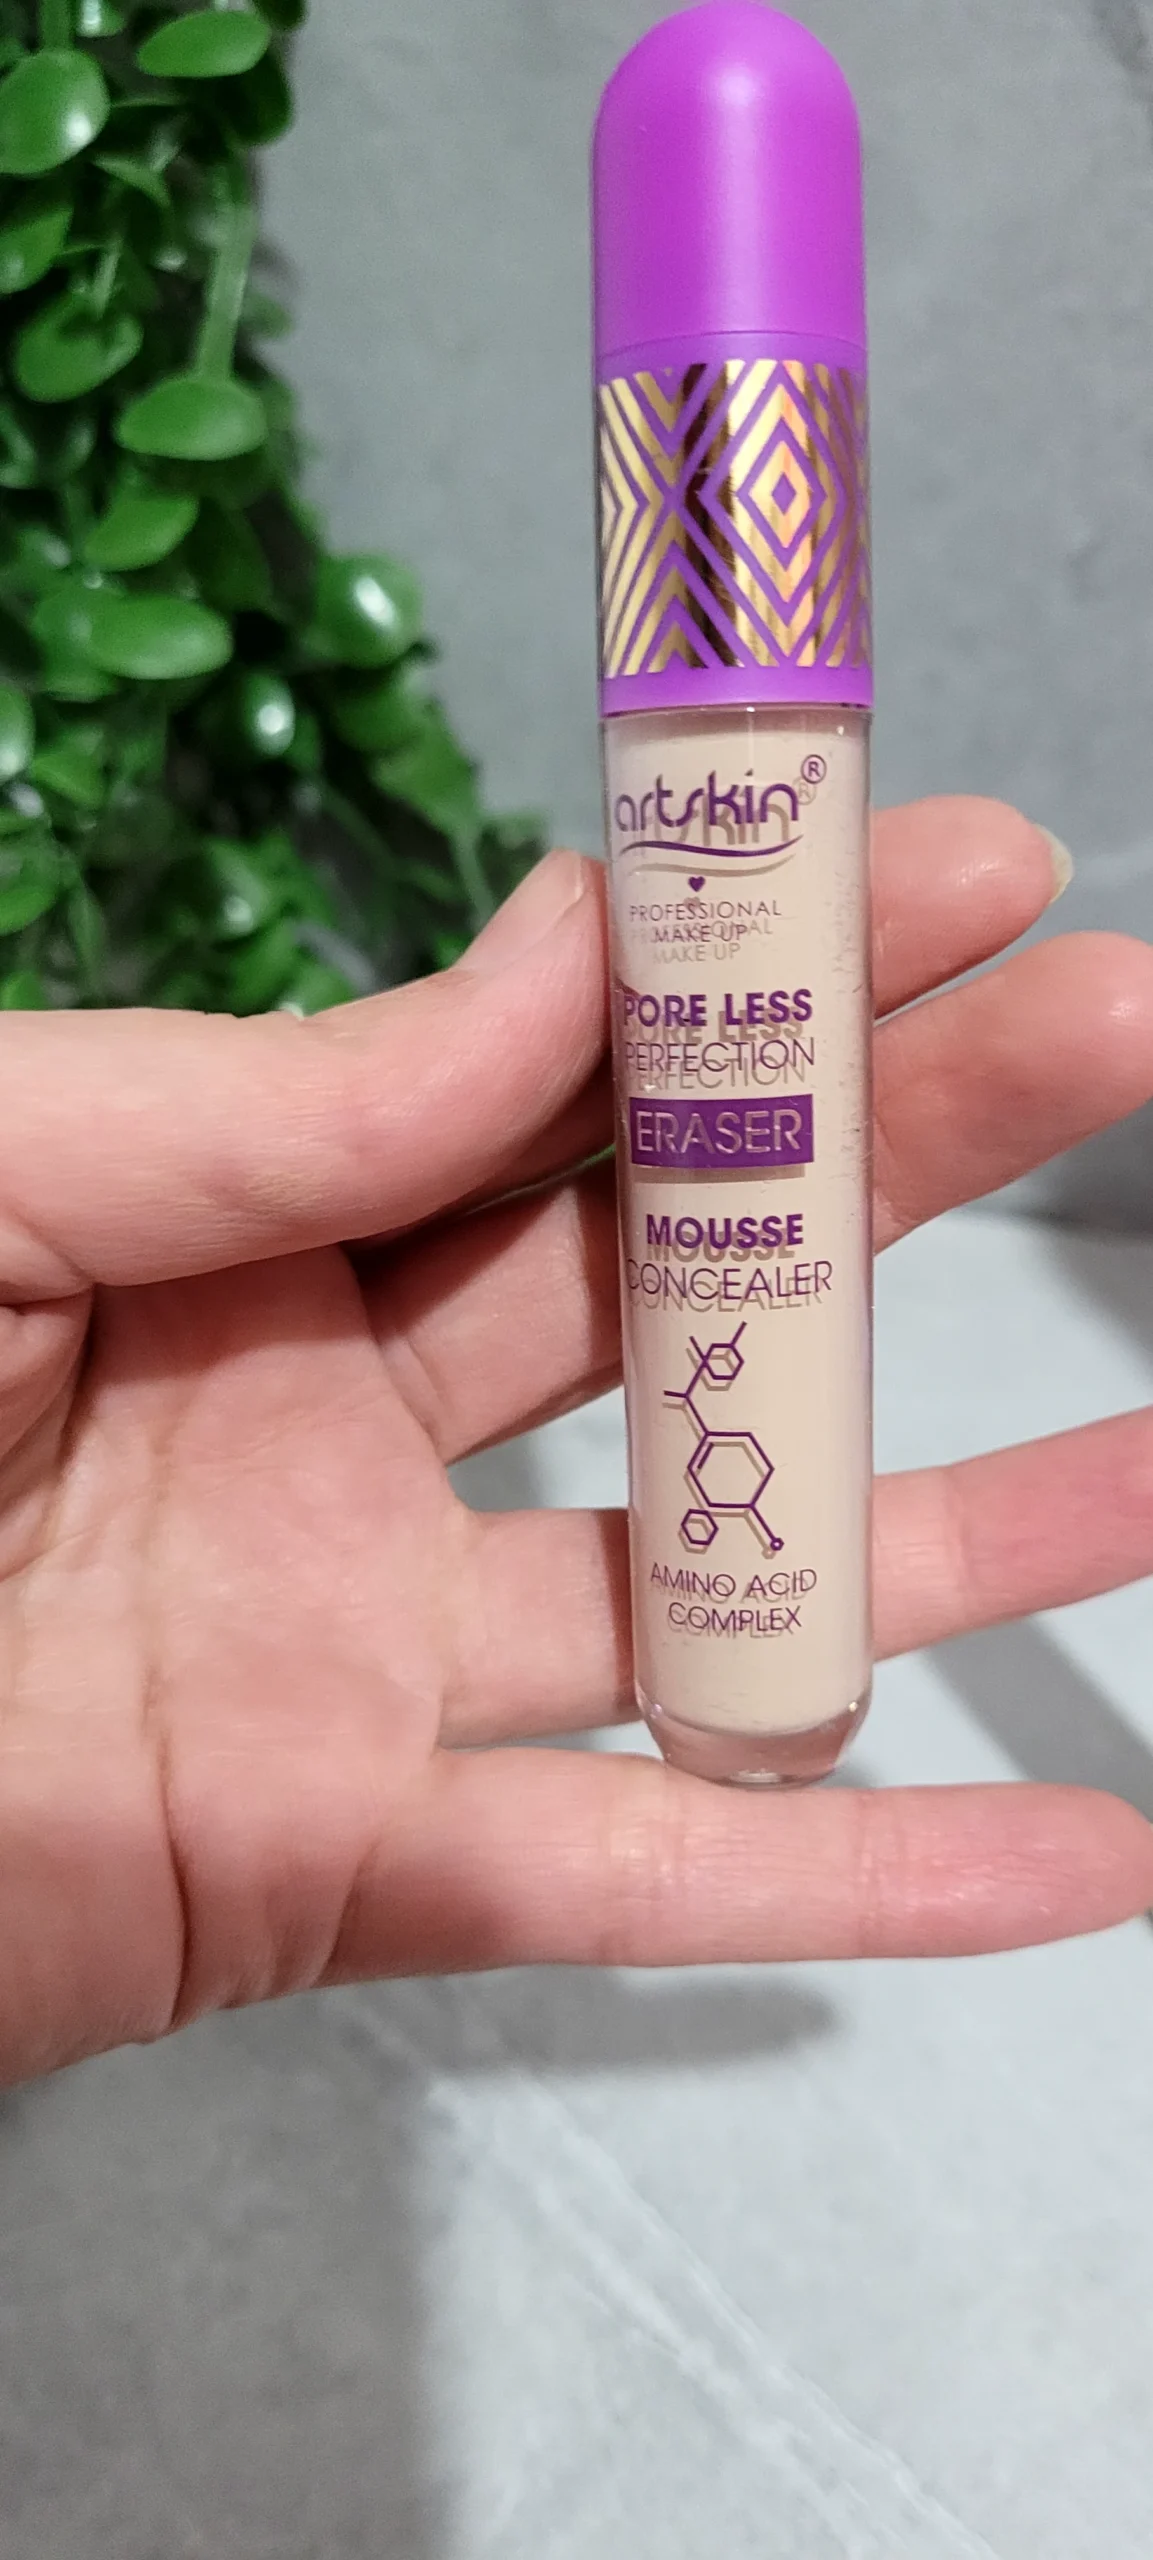 artskin®
PROFESSIONAL
MAKE UP
PORE LESS
PERFECTION
ERASER
MOUSSE
CONCEALER
AMINO ACID
COMPLEX